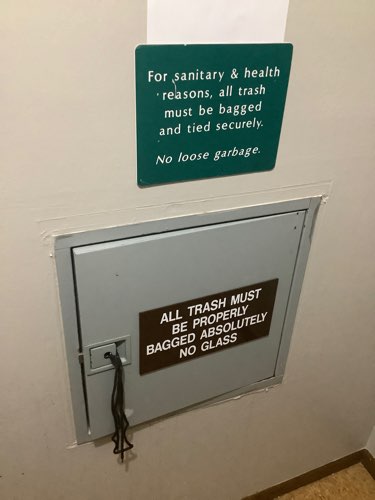 For sanitary & health
reasons, all trash
must be bagged
and tied securely.
No loose garbage.
ALL TRASH MUST
BE PROPERLY
BAGGED ABSOLUTELY
NO GLASS